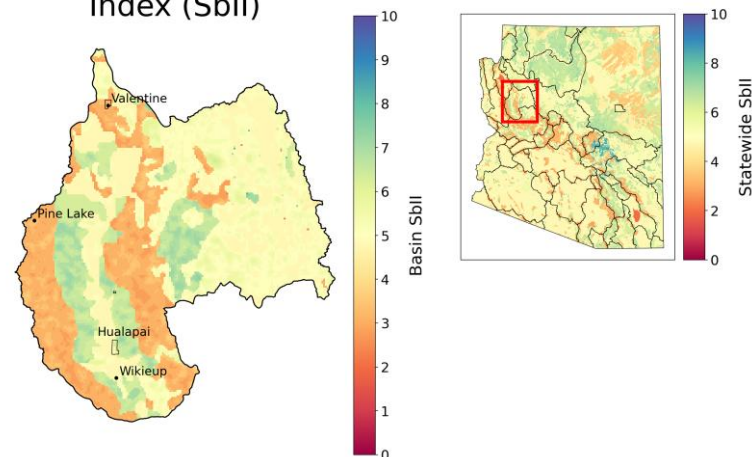 Index (SbII)
Valentine
Pine Lake
Hualapai
Wikieup
10
9
8
7
6
5
4
3
2
1
0
Basin SbII
10
8
6
4
2
0
Statewide SbII